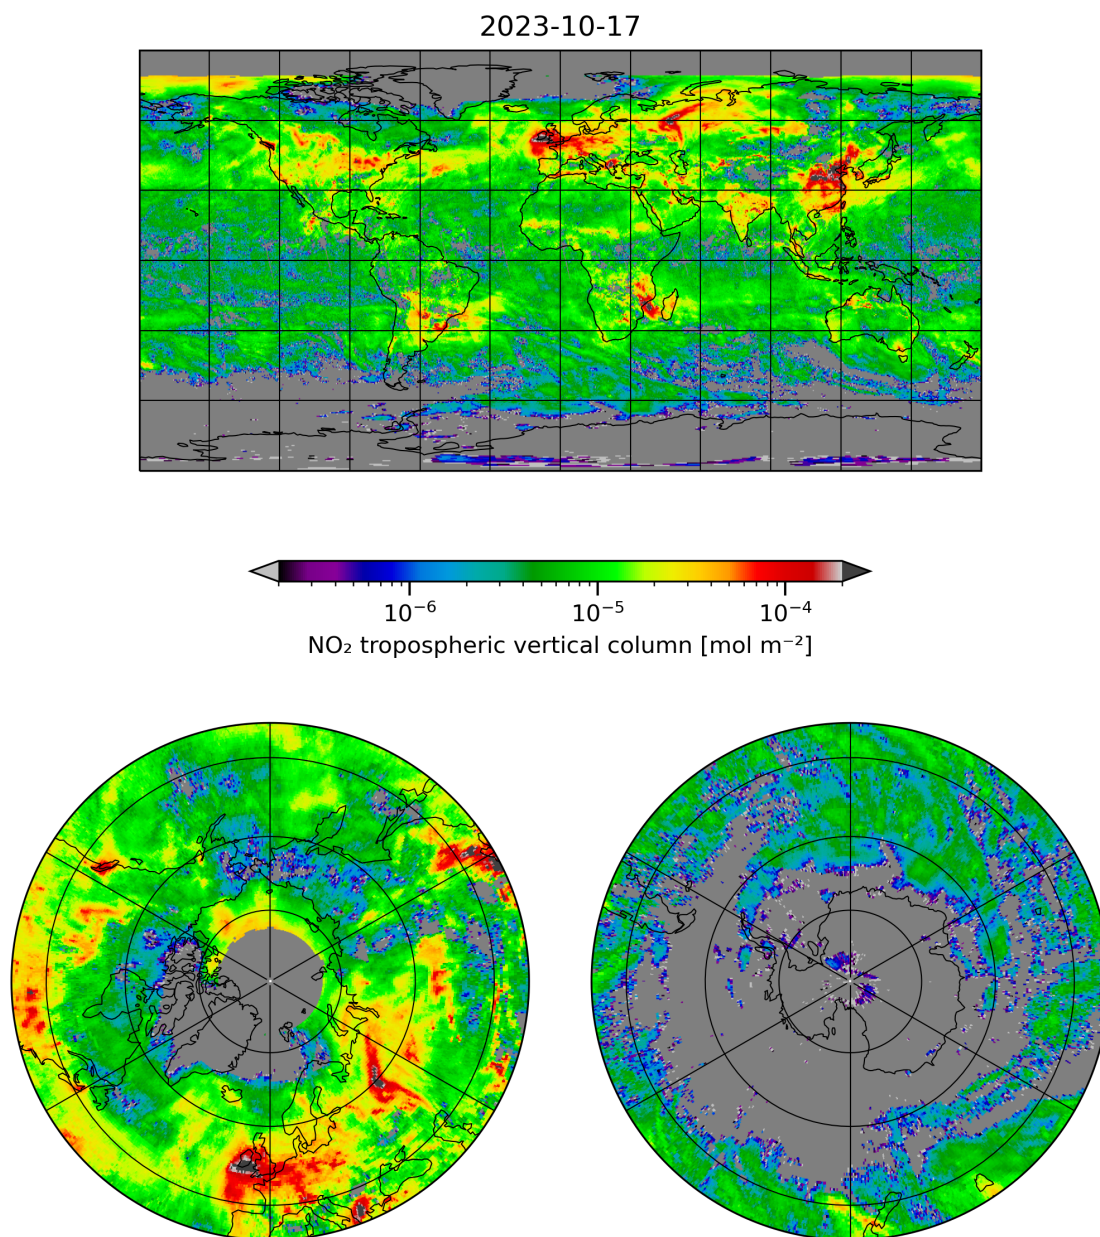 2023-10-17
10⁻⁶ 10⁻⁵ 10⁻⁴
NO₂ tropospheric vertical column [mol m⁻²]